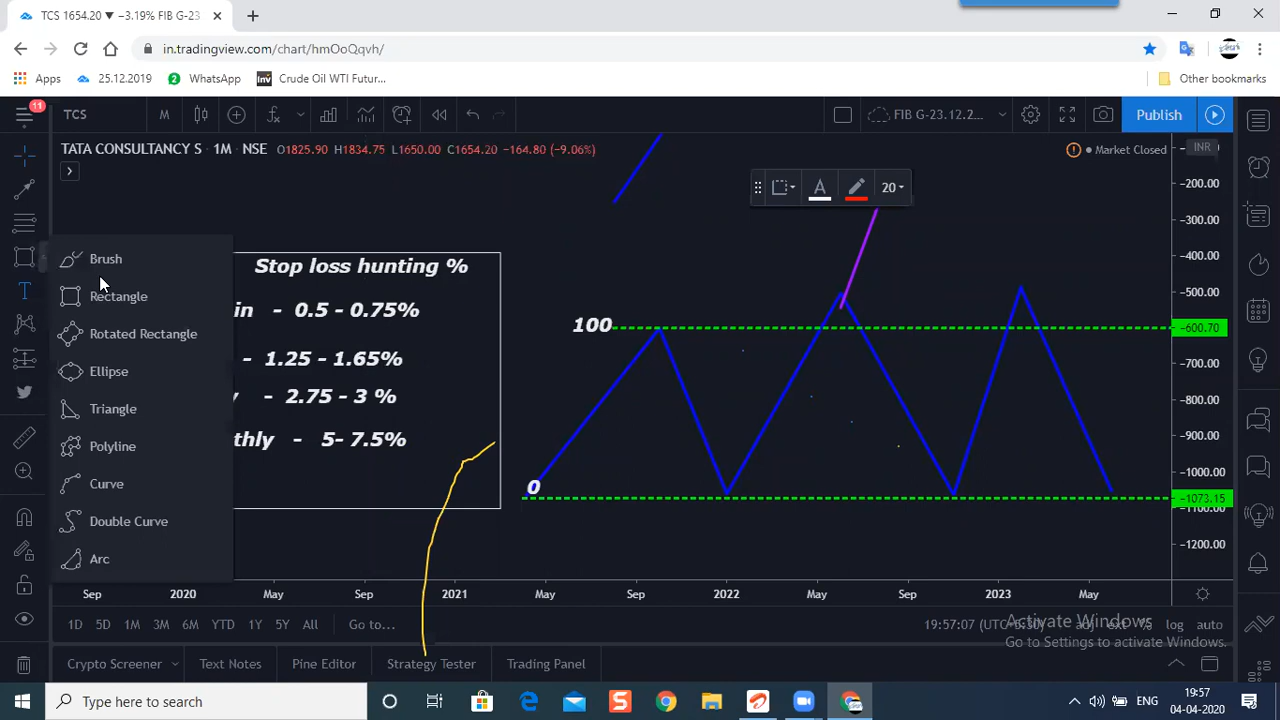 TCS 1654.20 ▼ −3.19% FIB G-23
in.tradingview.com/chart/hmOoQqvh/
Apps 25.12.2019 WhatsApp Crude Oil WTI Futur... Other bookmarks
11
TCS M FIB G-23.12.2... Publish
TATA CONSULTANCY S · 1M · NSE O1825.90 H1834.75 L1650.00 C1654.20 −164.80 (−9.06%) Market Closed INR
A 20
-200.00
-300.00
-400.00
-500.00
-600.70
-700.00
-800.00
-900.00
-1000.00
-1073.15
-1100.00
-1200.00
Brush
Rectangle
Rotated Rectangle
Ellipse
Triangle
Polyline
Curve
Double Curve
Arc
Stop loss hunting %
in - 0.5 - 0.75%
- 1.25 - 1.65%
- 2.75 - 3 %
thly - 5- 7.5%
100
0
Sep 2020 May Sep 2021 May Sep 2022 May Sep 2023 May
1D 5D 1M 3M 6M YTD 1Y 5Y All Go to... 19:57:07 (UTC+5:30) adj ext % log auto
Activate Windows
Go to Settings to activate Windows.
Crypto Screener Text Notes Pine Editor Strategy Tester Trading Panel
Type here to search
ENG 19:57
04-04-2020